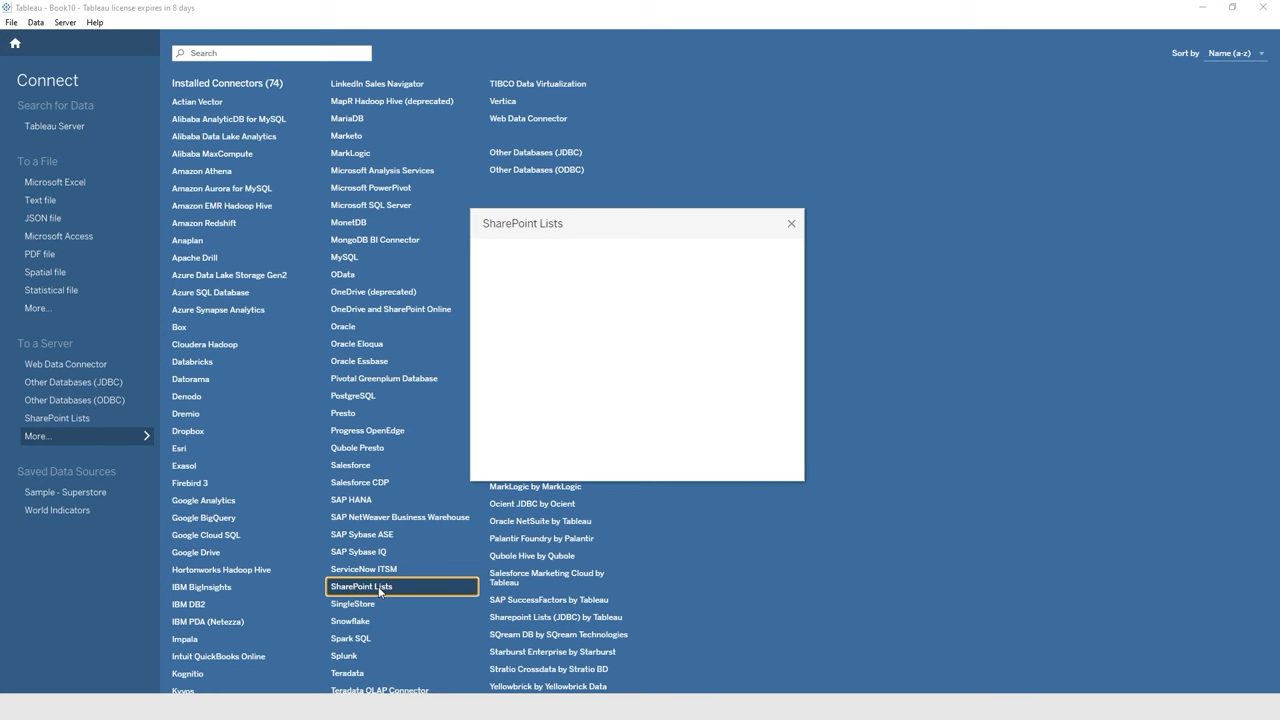 Tableau - Book10 - Tableau license expires in 8 days
File Data Server Help
Connect
Search for Data
Tableau Server
To a File
Microsoft Excel
Text file
JSON file
Microsoft Access
PDF file
Spatial file
Statistical file
More...
To a Server
Web Data Connector
Other Databases (JDBC)
Other Databases (ODBC)
SharePoint Lists
More...
Saved Data Sources
Sample - Superstore
World Indicators
Search
Sort by Name (a-z)
Installed Connectors (74)
Actian Vector
Alibaba AnalyticDB for MySQL
Alibaba Data Lake Analytics
Alibaba MaxCompute
Amazon Athena
Amazon Aurora for MySQL
Amazon EMR Hadoop Hive
Amazon Redshift
Anaplan
Apache Drill
Azure Data Lake Storage Gen2
Azure SQL Database
Azure Synapse Analytics
Box
Cloudera Hadoop
Databricks
Datorama
Denodo
Dremio
Dropbox
Esri
Exasol
Firebird 3
Google Analytics
Google BigQuery
Google Cloud SQL
Google Drive
Hortonworks Hadoop Hive
IBM BigInsights
IBM DB2
IBM PDA (Netezza)
Impala
Intuit QuickBooks Online
Kognitio
Kyvos
LinkedIn Sales Navigator
MapR Hadoop Hive (deprecated)
MariaDB
Marketo
MarkLogic
Microsoft Analysis Services
Microsoft PowerPivot
Microsoft SQL Server
MonetDB
MongoDB BI Connector
MySQL
OData
OneDrive (deprecated)
OneDrive and SharePoint Online
Oracle
Oracle Eloqua
Oracle Essbase
Pivotal Greenplum Database
PostgreSQL
Presto
Progress OpenEdge
Qubole Presto
Salesforce
Salesforce CDP
SAP HANA
SAP NetWeaver Business Warehouse
SAP Sybase ASE
SAP Sybase IQ
ServiceNow ITSM
SharePoint Lists
SingleStore
Snowflake
Spark SQL
Splunk
Teradata
Teradata OLAP Connector
TIBCO Data Virtualization
Vertica
Web Data Connector
Other Databases (JDBC)
Other Databases (ODBC)
SharePoint Lists
MarkLogic by MarkLogic
Ocient JDBC by Ocient
Oracle NetSuite by Tableau
Palantir Foundry by Palantir
Qubole Hive by Qubole
Salesforce Marketing Cloud by
Tableau
SAP SuccessFactors by Tableau
Sharepoint Lists (JDBC) by Tableau
SQream DB by SQream Technologies
Starburst Enterprise by Starburst
Stratio Crossdata by Stratio BD
Yellowbrick by Yellowbrick Data